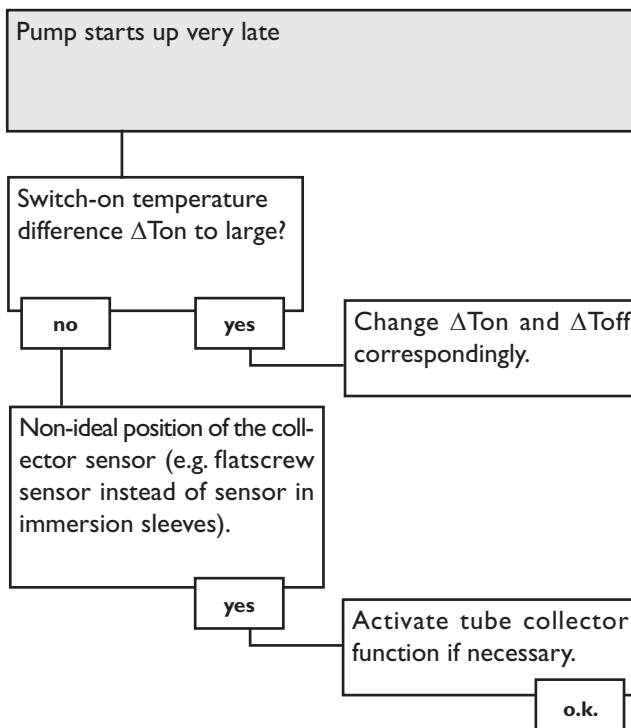 Pump starts up very late
Switch-on temperature
difference ΔTon to large?
no
yes
Change ΔTon and ΔToff
correspondingly.
Non-ideal position of the coll-
ector sensor (e.g. flatscrew
sensor instead of sensor in
immersion sleeves).
yes
Activate tube collector
function if necessary.
o.k.